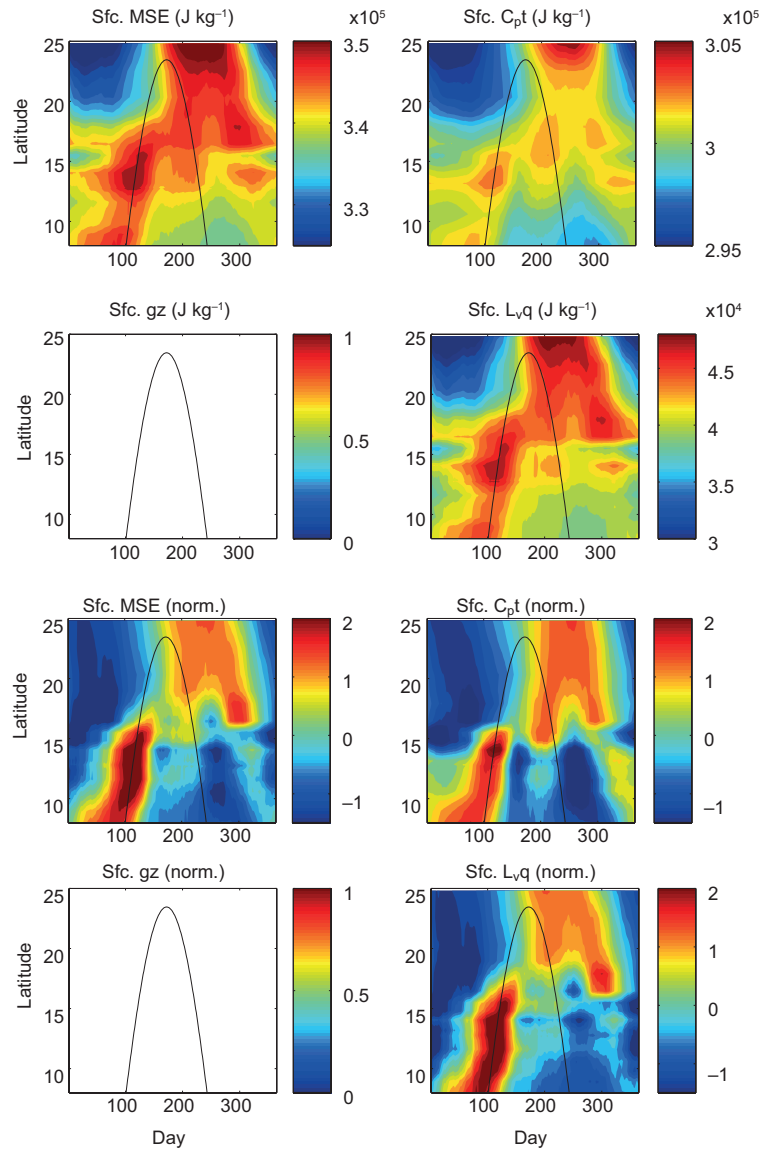 Sfc. MSE (J kg⁻¹)
x10⁵
Sfc. Cₚt (J kg⁻¹)
x10⁵
25
20
15
10
Latitude
100 200 300
3.5
3.4
3.3
25
20
15
10
100 200 300
3.05
3
2.95
Sfc. gz (J kg⁻¹)
Sfc. Lᵥq (J kg⁻¹)
x10⁴
25
20
15
10
Latitude
100 200 300
1
0.5
0
25
20
15
10
100 200 300
4.5
4
3.5
3
Sfc. MSE (norm.)
Sfc. Cₚt (norm.)
25
20
15
10
Latitude
100 200 300
2
1
0
–1
25
20
15
10
100 200 300
2
1
0
–1
Sfc. gz (norm.)
Sfc. Lᵥq (norm.)
25
20
15
10
Latitude
100 200 300
Day
1
0.5
0
25
20
15
10
100 200 300
Day
2
1
0
–1